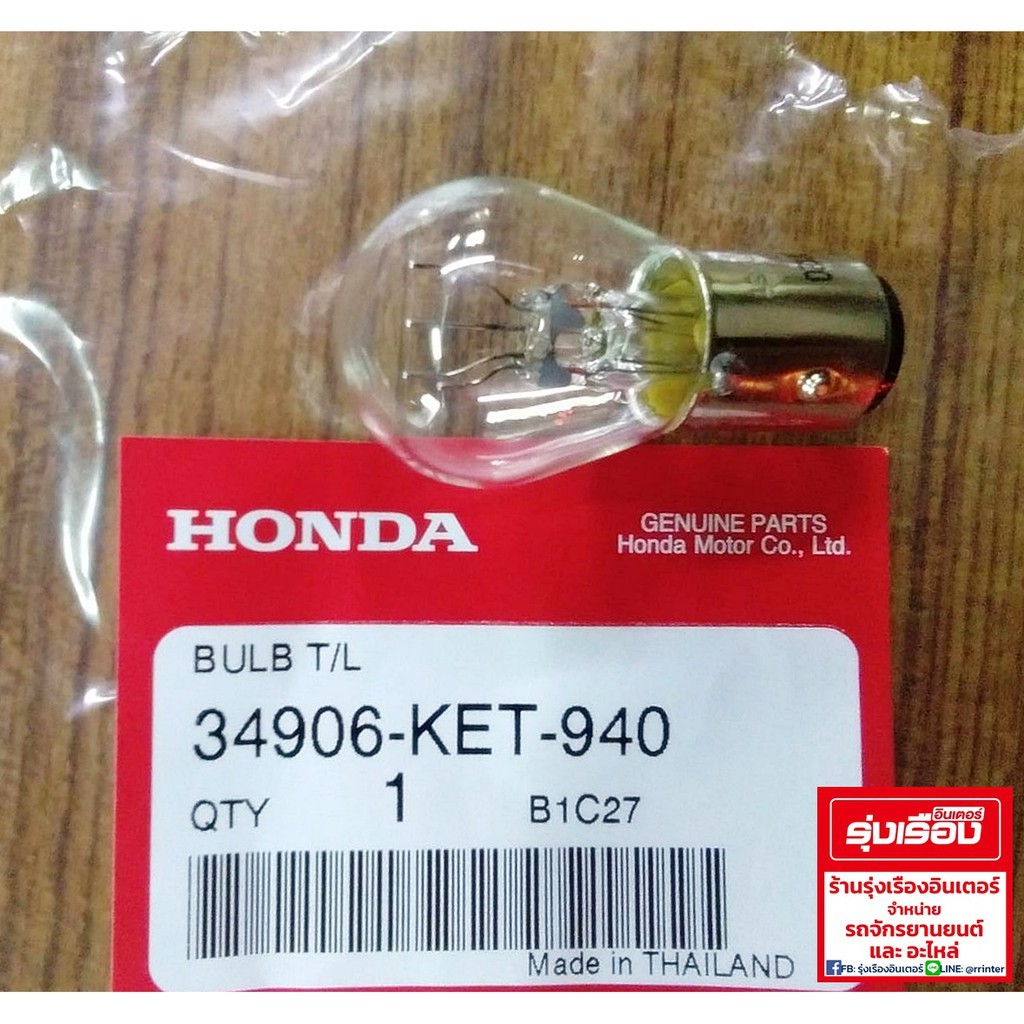 HONDA
GENUINE PARTS
Honda Motor Co., Ltd.
BULB T/L
34906-KET-940
QTY 1 B1C27
Made in THAILAND
อินเตอร์
รุ่งเรือง
ร้านรุ่งเรืองอินเตอร์
จำหน่าย
รถจักรยานยนต์
และ อะไหล่
FB: รุ่งเรืองอินเตอร์ LINE: @rrinter